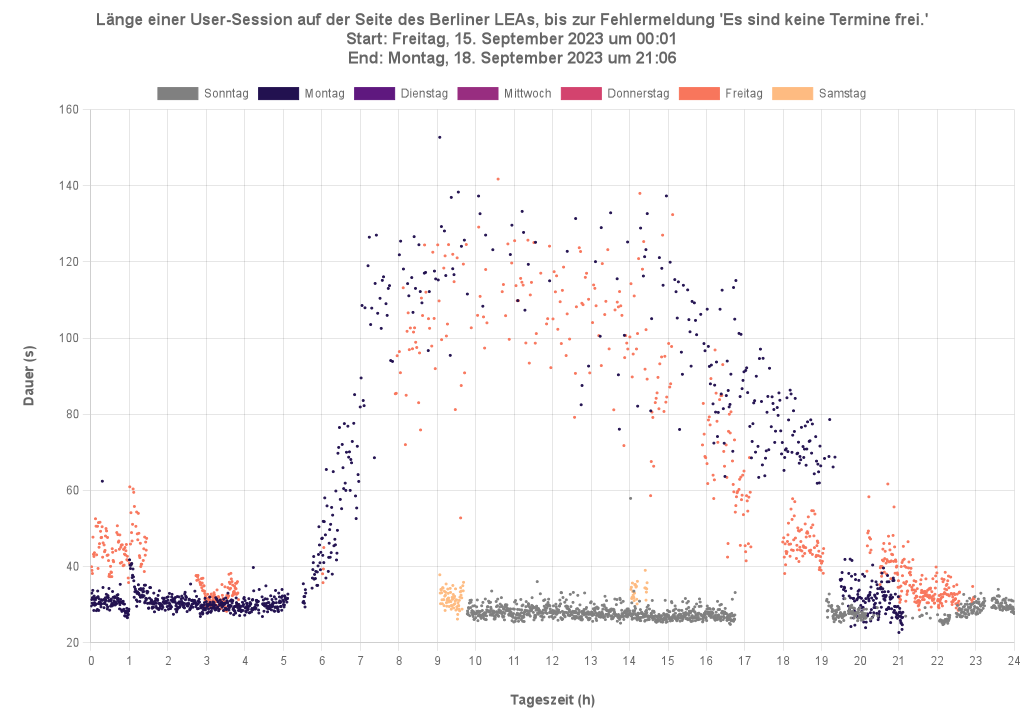 Länge einer User-Session auf der Seite des Berliner LEAs, bis zur Fehlermeldung 'Es sind keine Termine frei.'
Start: Freitag, 15. September 2023 um 00:01
End: Montag, 18. September 2023 um 21:06
Sonntag Montag Dienstag Mittwoch Donnerstag Freitag Samstag
160
140
120
100
80
60
40
20
Dauer (s)
0 1 2 3 4 5 6 7 8 9 10 11 12 13 14 15 16 17 18 19 20 21 22 23 24
Tageszeit (h)